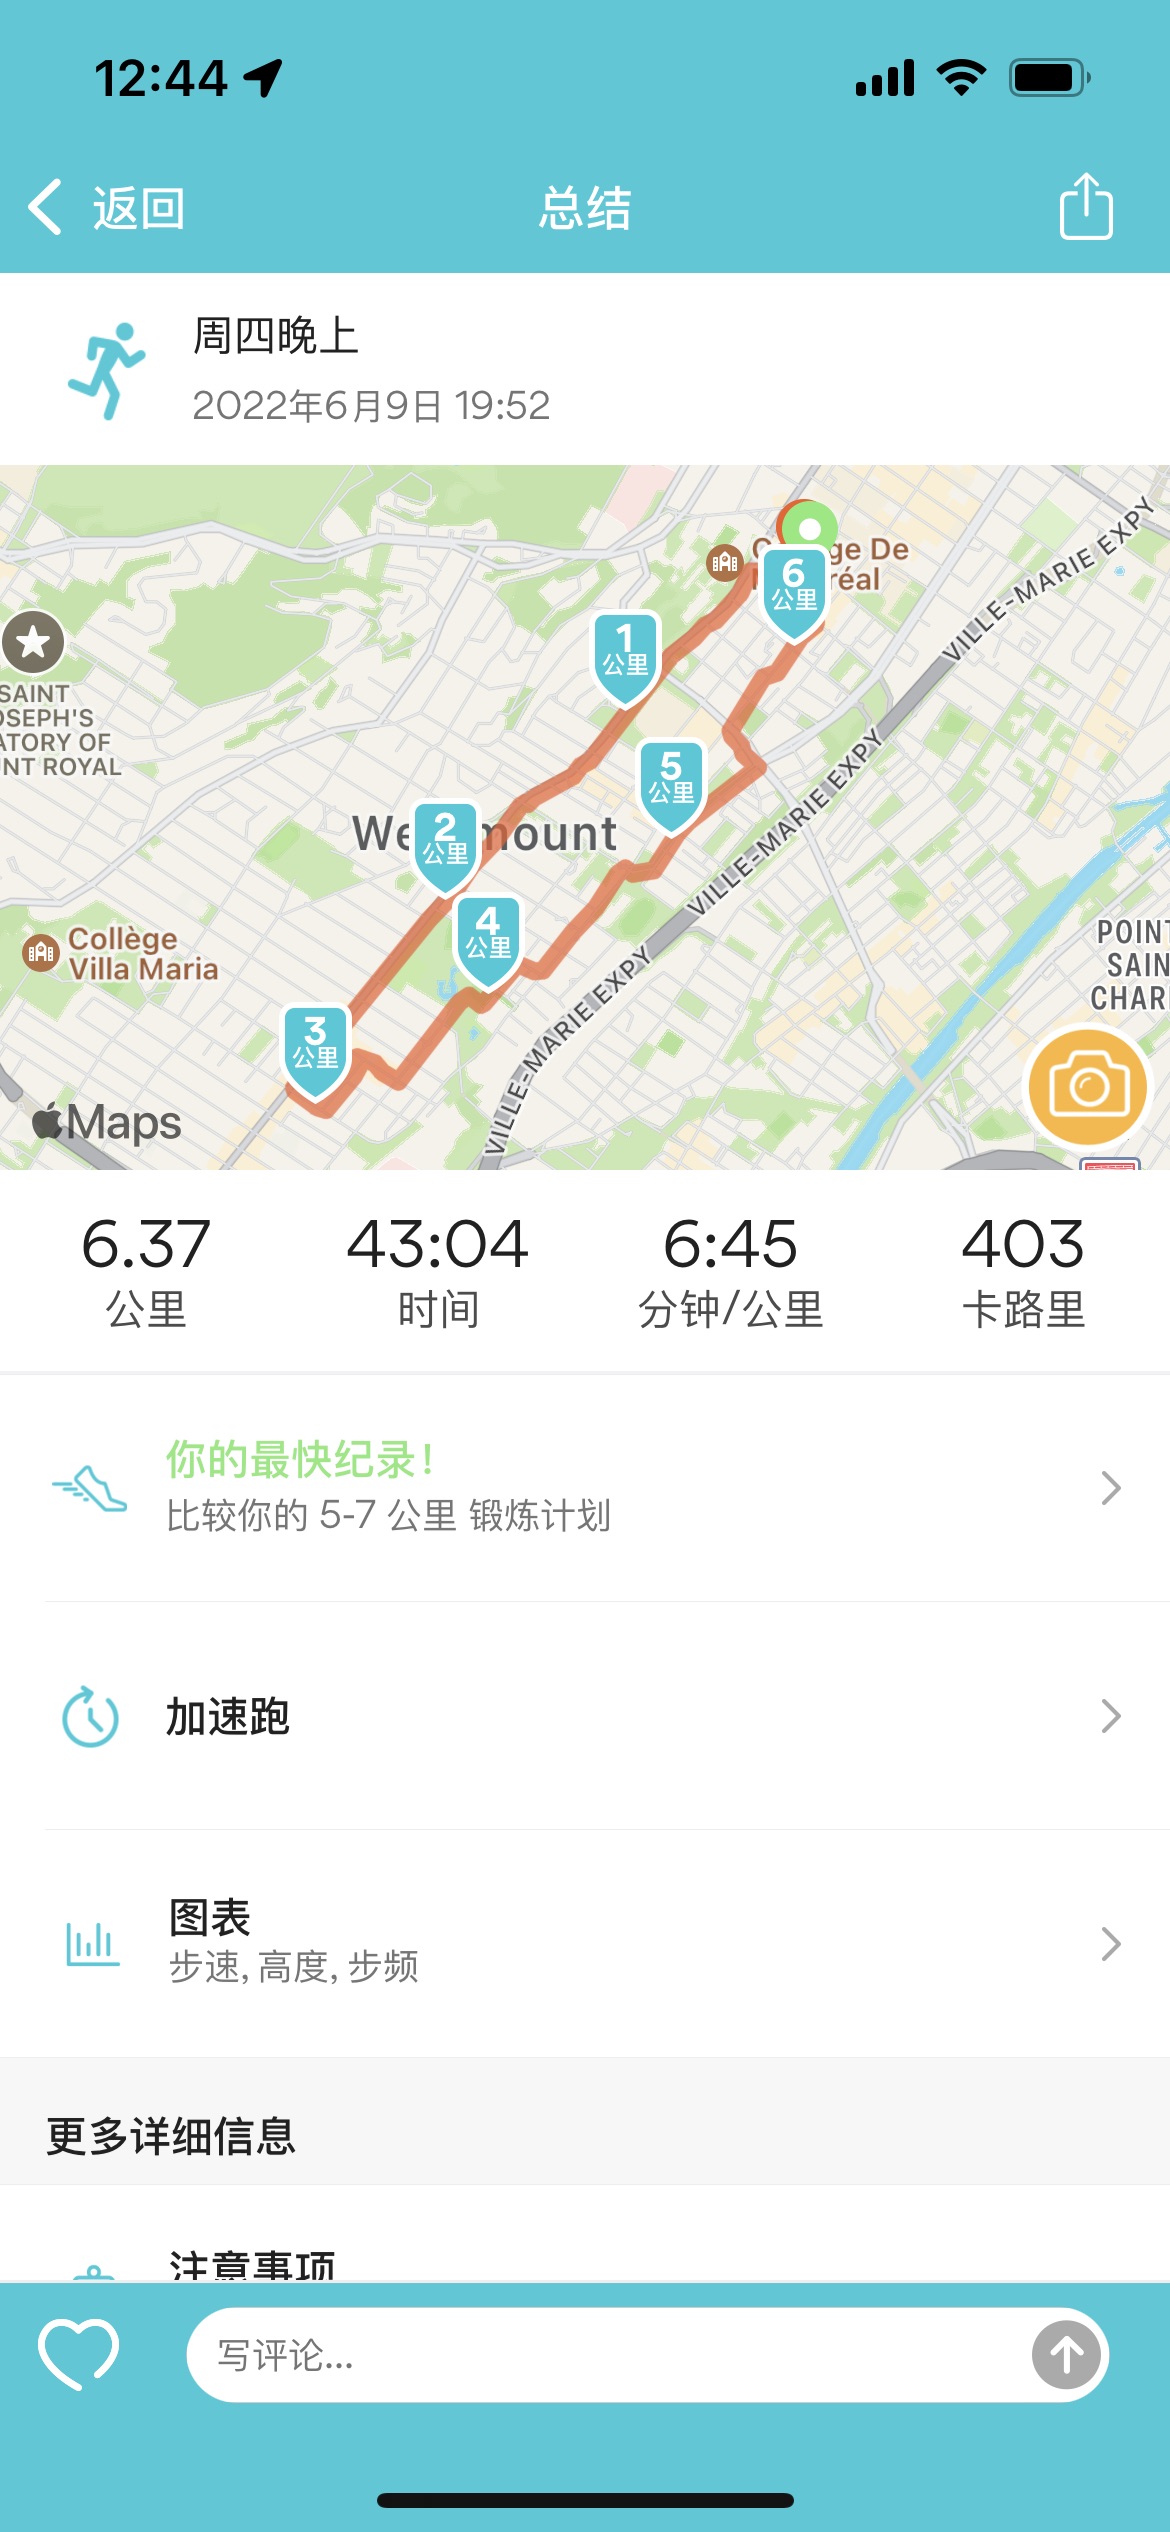 12:44
返回
总结
周四晚上
2022年6月9日 19:52
VILLE-MARIE EXPY
ge De
réal
6
公里
1
公里
SAINT
OSEPH'S
ATORY OF
NT ROYAL
5
公里
VILLE-MARIE EXPY
We
mount
2
公里
4
公里
Collège
Villa Maria
POINT
SAIN
CHAR
VILLE-MARIE EXPY
3
公里
Maps
6.37
公里
43:04
时间
6:45
分钟/公里
403
卡路里
你的最快纪录!
比较你的 5-7 公里 锻炼计划
加速跑
图表
步速, 高度, 步频
更多详细信息
注意事项
写评论...